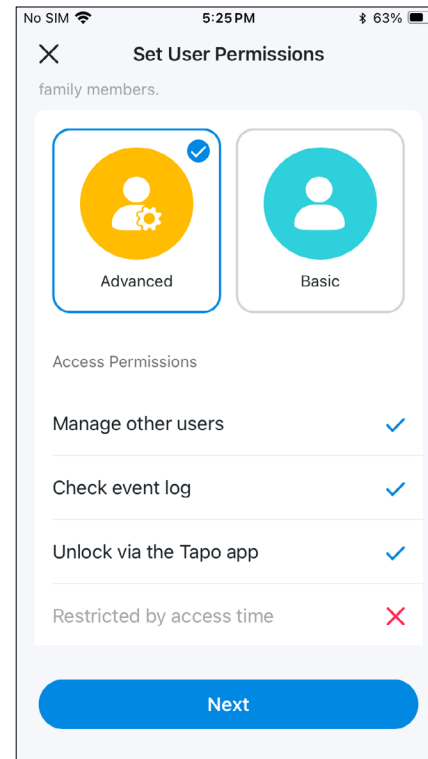 No SIM 5:25 PM 63%
Set User Permissions
family members.
Advanced Basic
Access Permissions
Manage other users
Check event log
Unlock via the Tapo app
Restricted by access time
Next